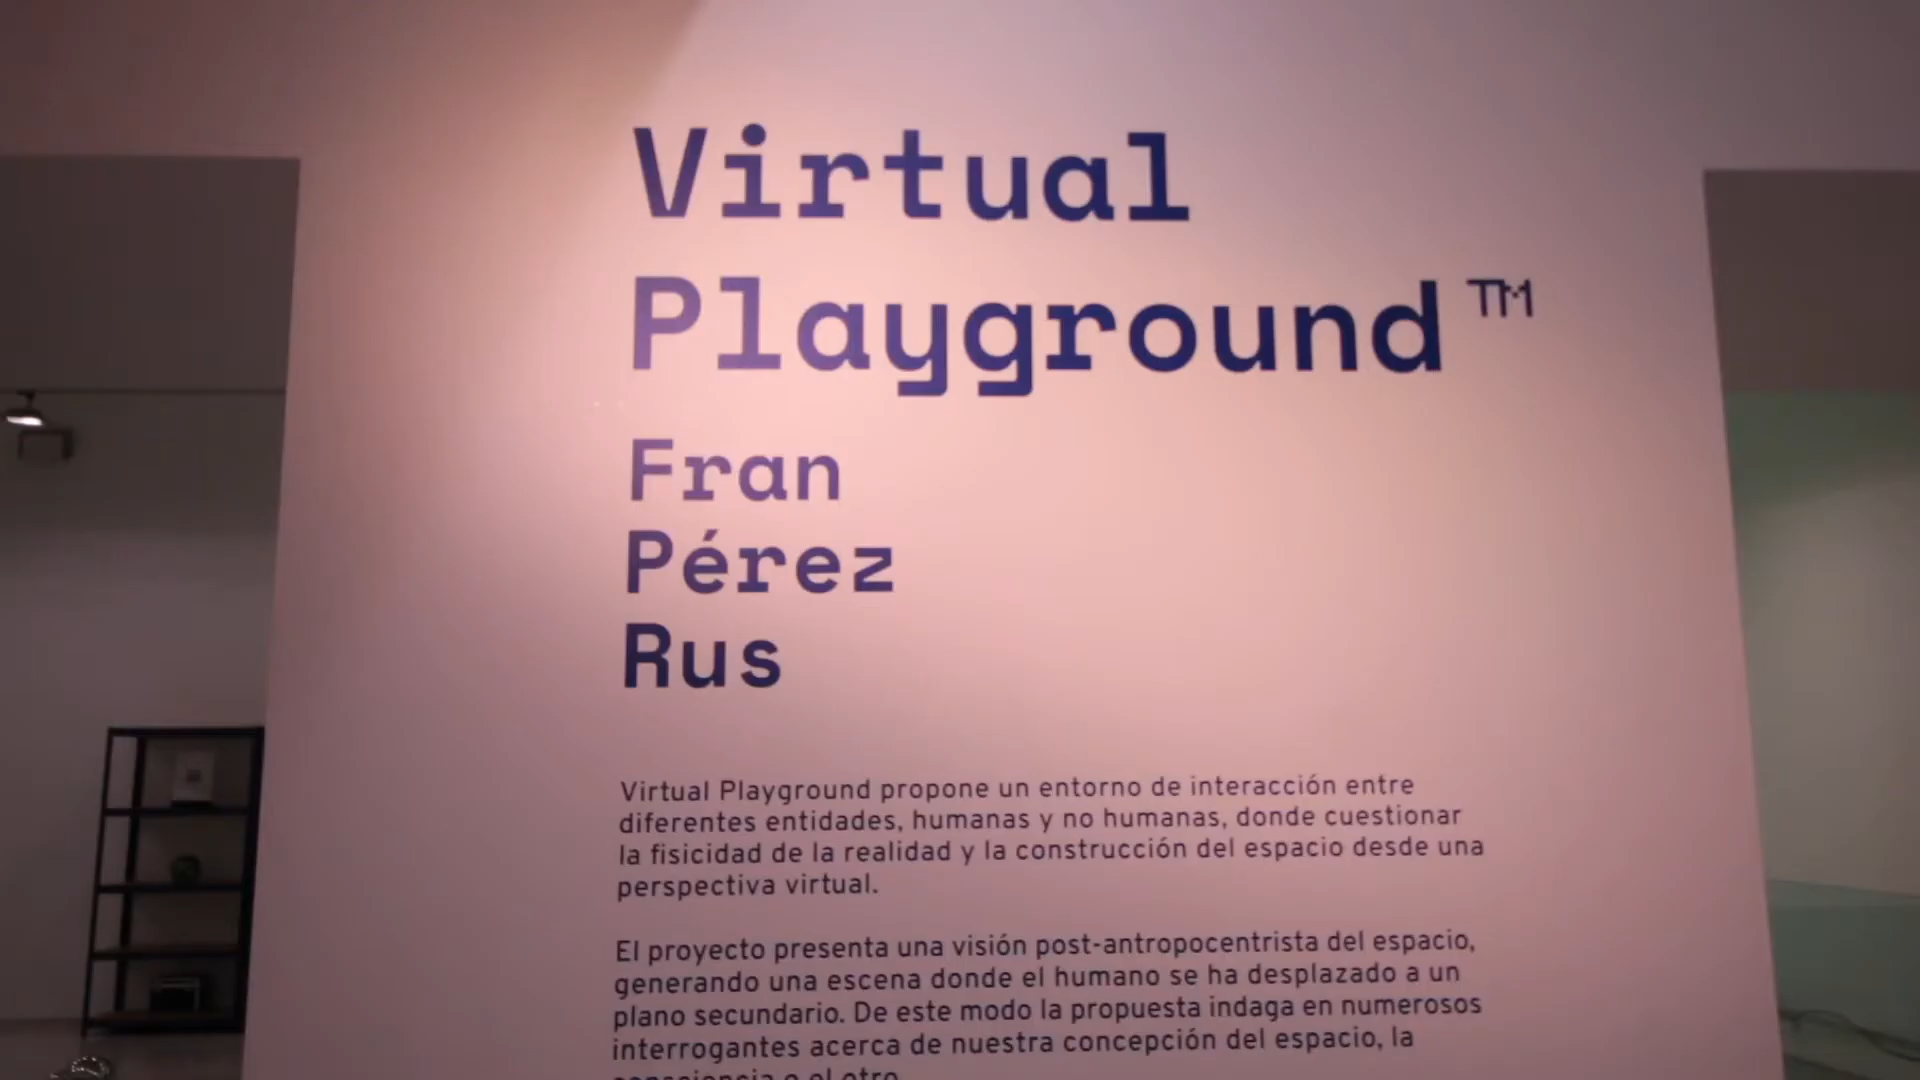 Virtual
Playground™
Fran
Pérez
Rus
Virtual Playground propone un entorno de interacción entre
diferentes entidades, humanas y no humanas, donde cuestionar
la fisicidad de la realidad y la construcción del espacio desde una
perspectiva virtual.
El proyecto presenta una visión post-antropocentrista del espacio,
generando una escena donde el humano se ha desplazado a un
plano secundario. De este modo la propuesta indaga en numerosos
interrogantes acerca de nuestra concepción del espacio, la
consciencia o el otro.